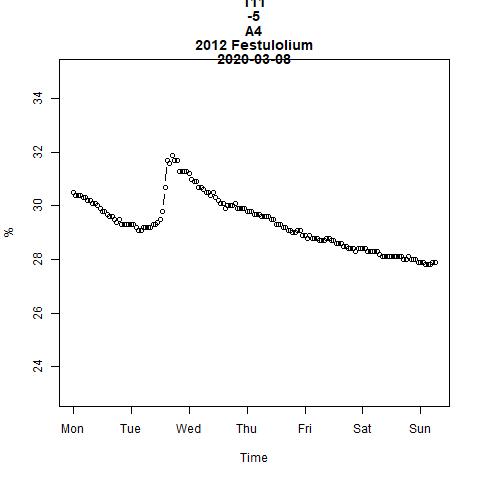 T11
-5
A4
2012 Festulolium
2020-03-08
34
32
30
28
26
24
%
Mon Tue Wed Thu Fri Sat Sun
Time